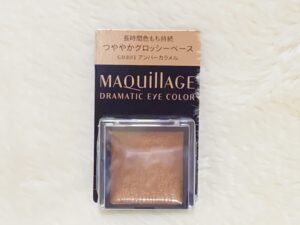 長時間色もち持続
つややかグロッシーベース
アンバーカラメル
MAQuillAGE
DRAMATIC EYE COLOR